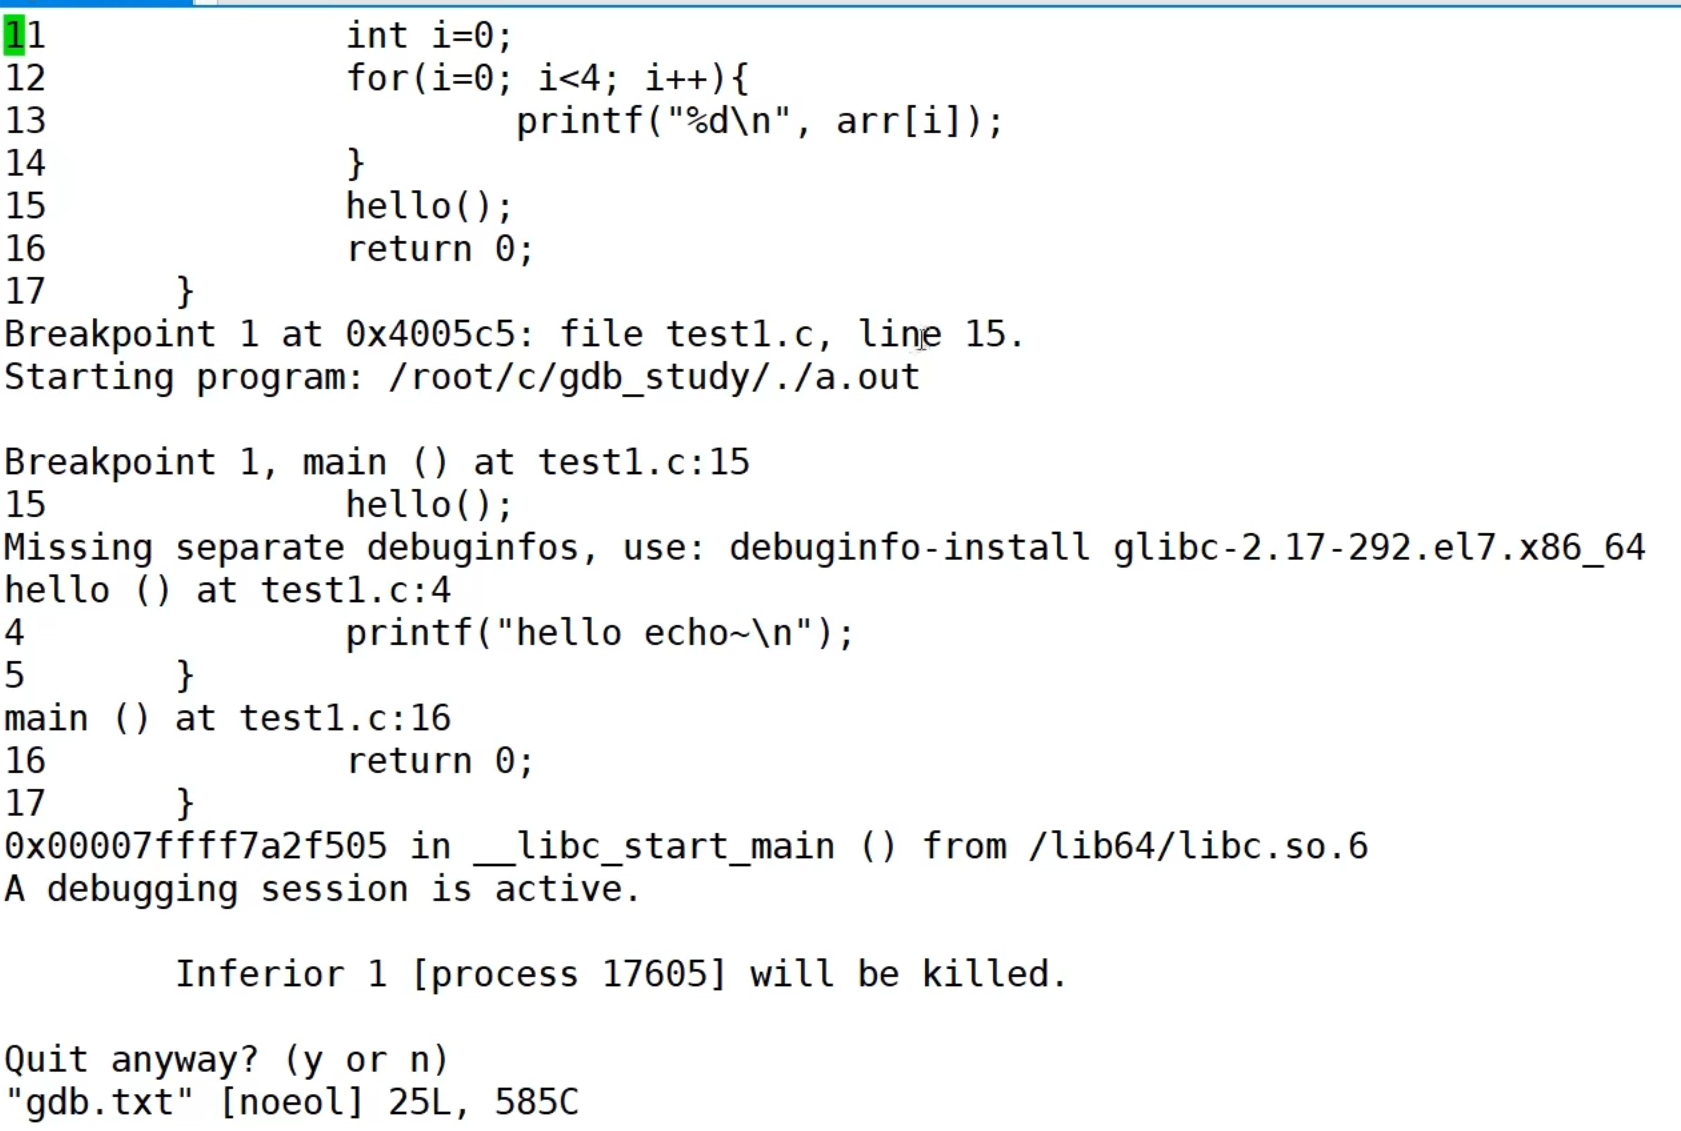 11              int i=0;
12              for(i=0; i<4; i++){
13                      printf("%d\n", arr[i]);
14              }
15              hello();
16              return 0;
17      }
Breakpoint 1 at 0x4005c5: file test1.c, line 15.
Starting program: /root/c/gdb_study/./a.out

Breakpoint 1, main () at test1.c:15
15              hello();
Missing separate debuginfos, use: debuginfo-install glibc-2.17-292.el7.x86_64
hello () at test1.c:4
4               printf("hello echo~\n");
5       }
main () at test1.c:16
16              return 0;
17      }
0x00007ffff7a2f505 in __libc_start_main () from /lib64/libc.so.6
A debugging session is active.

        Inferior 1 [process 17605] will be killed.

Quit anyway? (y or n)
"gdb.txt" [noeol] 25L, 585C